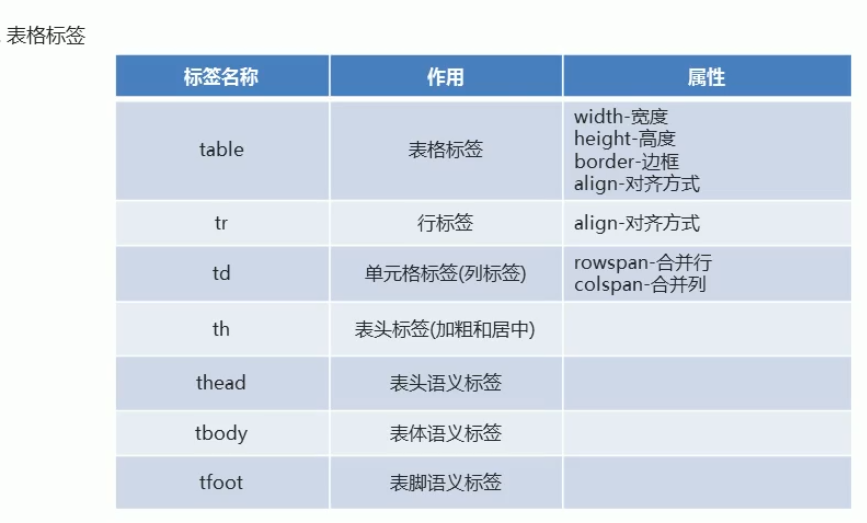 表格标签
标签名称 作用 属性
table 表格标签 width-宽度
height-高度
border-边框
align-对齐方式
tr 行标签 align-对齐方式
td 单元格标签(列标签) rowspan-合并行
colspan-合并列
th 表头标签(加粗和居中)
thead 表头语义标签
tbody 表体语义标签
tfoot 表脚语义标签